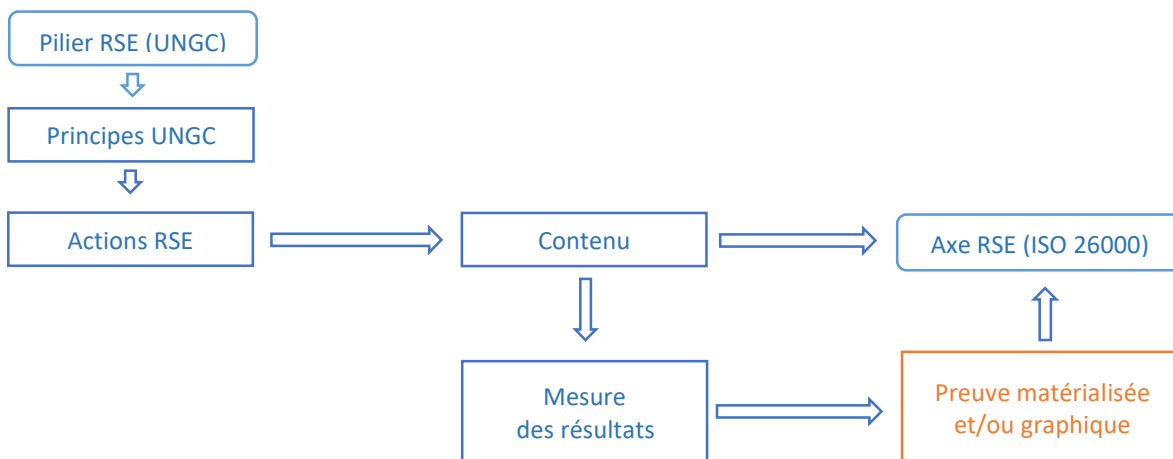 Pilier RSE (UNGC)
Principes UNGC
Actions RSE
Contenu
Axe RSE (ISO 26000)
Mesure
des résultats
Preuve matérialisée
et/ou graphique